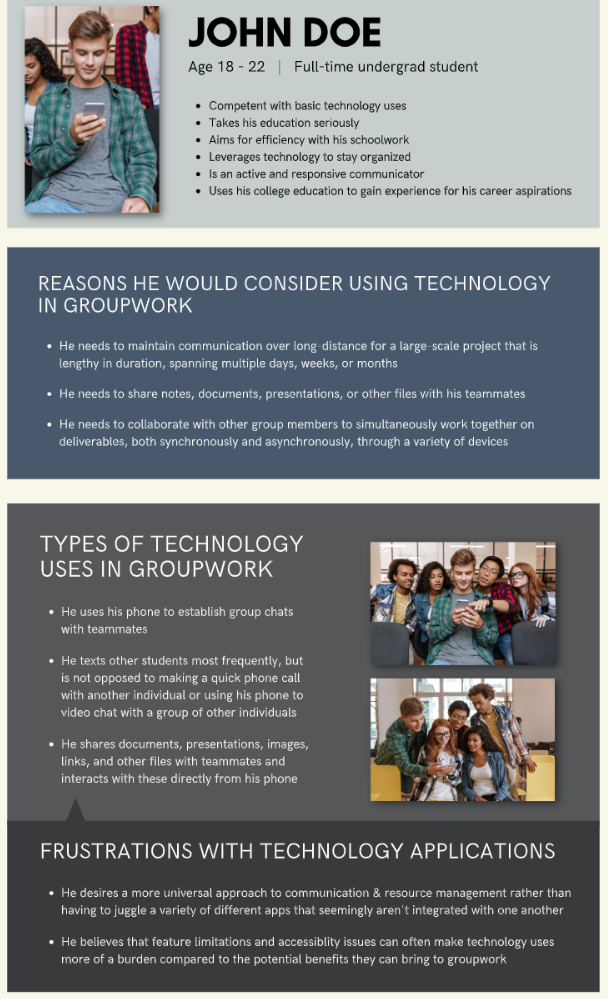 JOHN DOE
Age 18 - 22 | Full-time undergrad student
• Competent with basic technology uses
• Takes his education seriously
• Aims for efficiency with his schoolwork
• Leverages technology to stay organized
• Is an active and responsive communicator
• Uses his college education to gain experience for his career aspirations
REASONS HE WOULD CONSIDER USING TECHNOLOGY
IN GROUPWORK
• He needs to maintain communication over long-distance for a large-scale project that is
lengthy in duration, spanning multiple days, weeks, or months
• He needs to share notes, documents, presentations, or other files with his teammates
• He needs to collaborate with other group members to simultaneously work together on
deliverables, both synchronously and asynchronously, through a variety of devices
TYPES OF TECHNOLOGY
USES IN GROUPWORK
• He uses his phone to establish group chats
with teammates
• He texts other students most frequently, but
is not opposed to making a quick phone call
with another individual or using his phone to
video chat with a group of other individuals
• He shares documents, presentations, images,
links, and other files with teammates and
interacts with these directly from his phone
FRUSTRATIONS WITH TECHNOLOGY APPLICATIONS
• He desires a more universal approach to communication & resource management rather than
having to juggle a variety of different apps that seemingly aren't integrated with one another
• He believes that feature limitations and accessiblity issues can often make technology uses
more of a burden compared to the potential benefits they can bring to groupwork